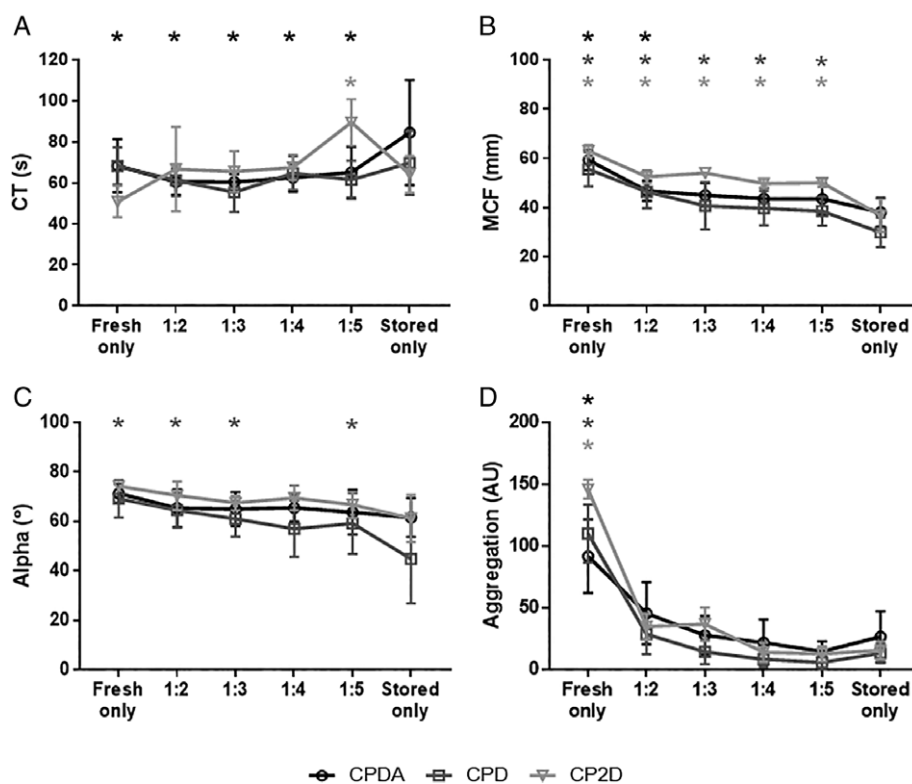 A
* * * * *
*
CT (s)
120
100
80
60
40
20
0
Fresh only
1:2
1:3
1:4
1:5
Stored only
B
* *
* * * * *
* * * * *
MCF (mm)
100
80
60
40
20
0
Fresh only
1:2
1:3
1:4
1:5
Stored only
C
* * * *
Alpha (°)
100
80
60
40
20
0
Fresh only
1:2
1:3
1:4
1:5
Stored only
D
*
*
*
Aggregation (AU)
200
150
100
50
0
Fresh only
1:2
1:3
1:4
1:5
Stored only
CPDA CPD CP2D